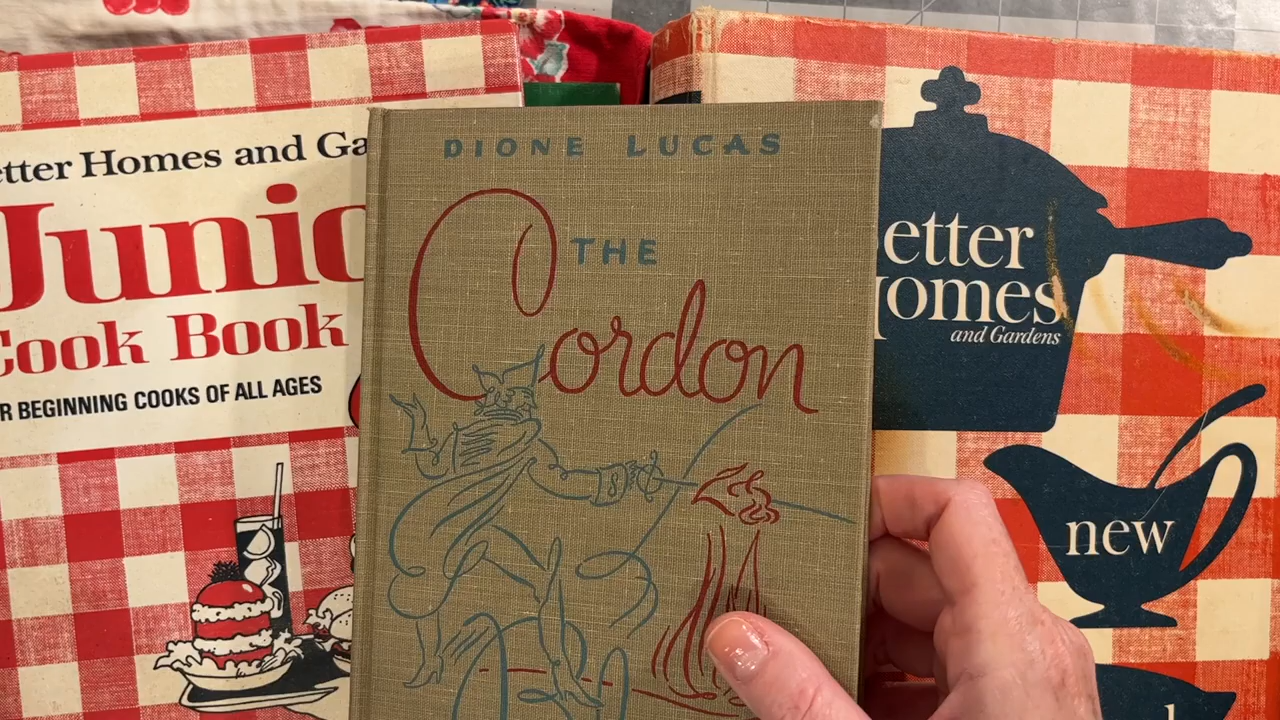 etter Homes and Ga
Junio
Cook Book
R BEGINNING COOKS OF ALL AGES
DIONE LUCAS
THE
Cordon
etter
omes
and Gardens
new